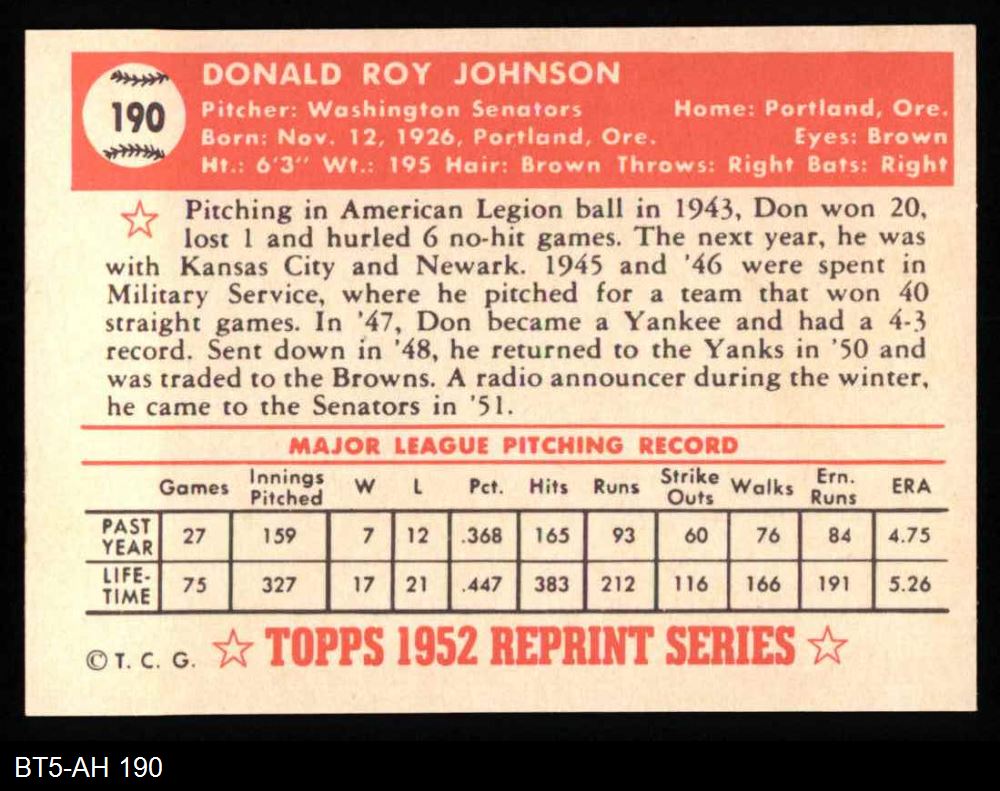 190
DONALD ROY JOHNSON
Pitcher: Washington Senators Home: Portland, Ore.
Born: Nov. 12, 1926, Portland, Ore. Eyes: Brown
Ht.: 6'3" Wt.: 195 Hair: Brown Throws: Right Bats: Right
Pitching in American Legion ball in 1943, Don won 20,
lost 1 and hurled 6 no-hit games. The next year, he was
with Kansas City and Newark. 1945 and '46 were spent in
Military Service, where he pitched for a team that won 40
straight games. In '47, Don became a Yankee and had a 4-3
record. Sent down in '48, he returned to the Yanks in '50 and
was traded to the Browns. A radio announcer during the winter,
he came to the Senators in '51.
MAJOR LEAGUE PITCHING RECORD
Games Innings Pitched W L Pct. Hits Runs Strike Outs Walks Ern. Runs ERA
PAST YEAR 27 159 7 12 .368 165 93 60 76 84 4.75
LIFE-TIME 75 327 17 21 .447 383 212 116 166 191 5.26
© T. C. G. TOPPS 1952 REPRINT SERIES
BT5-AH 190